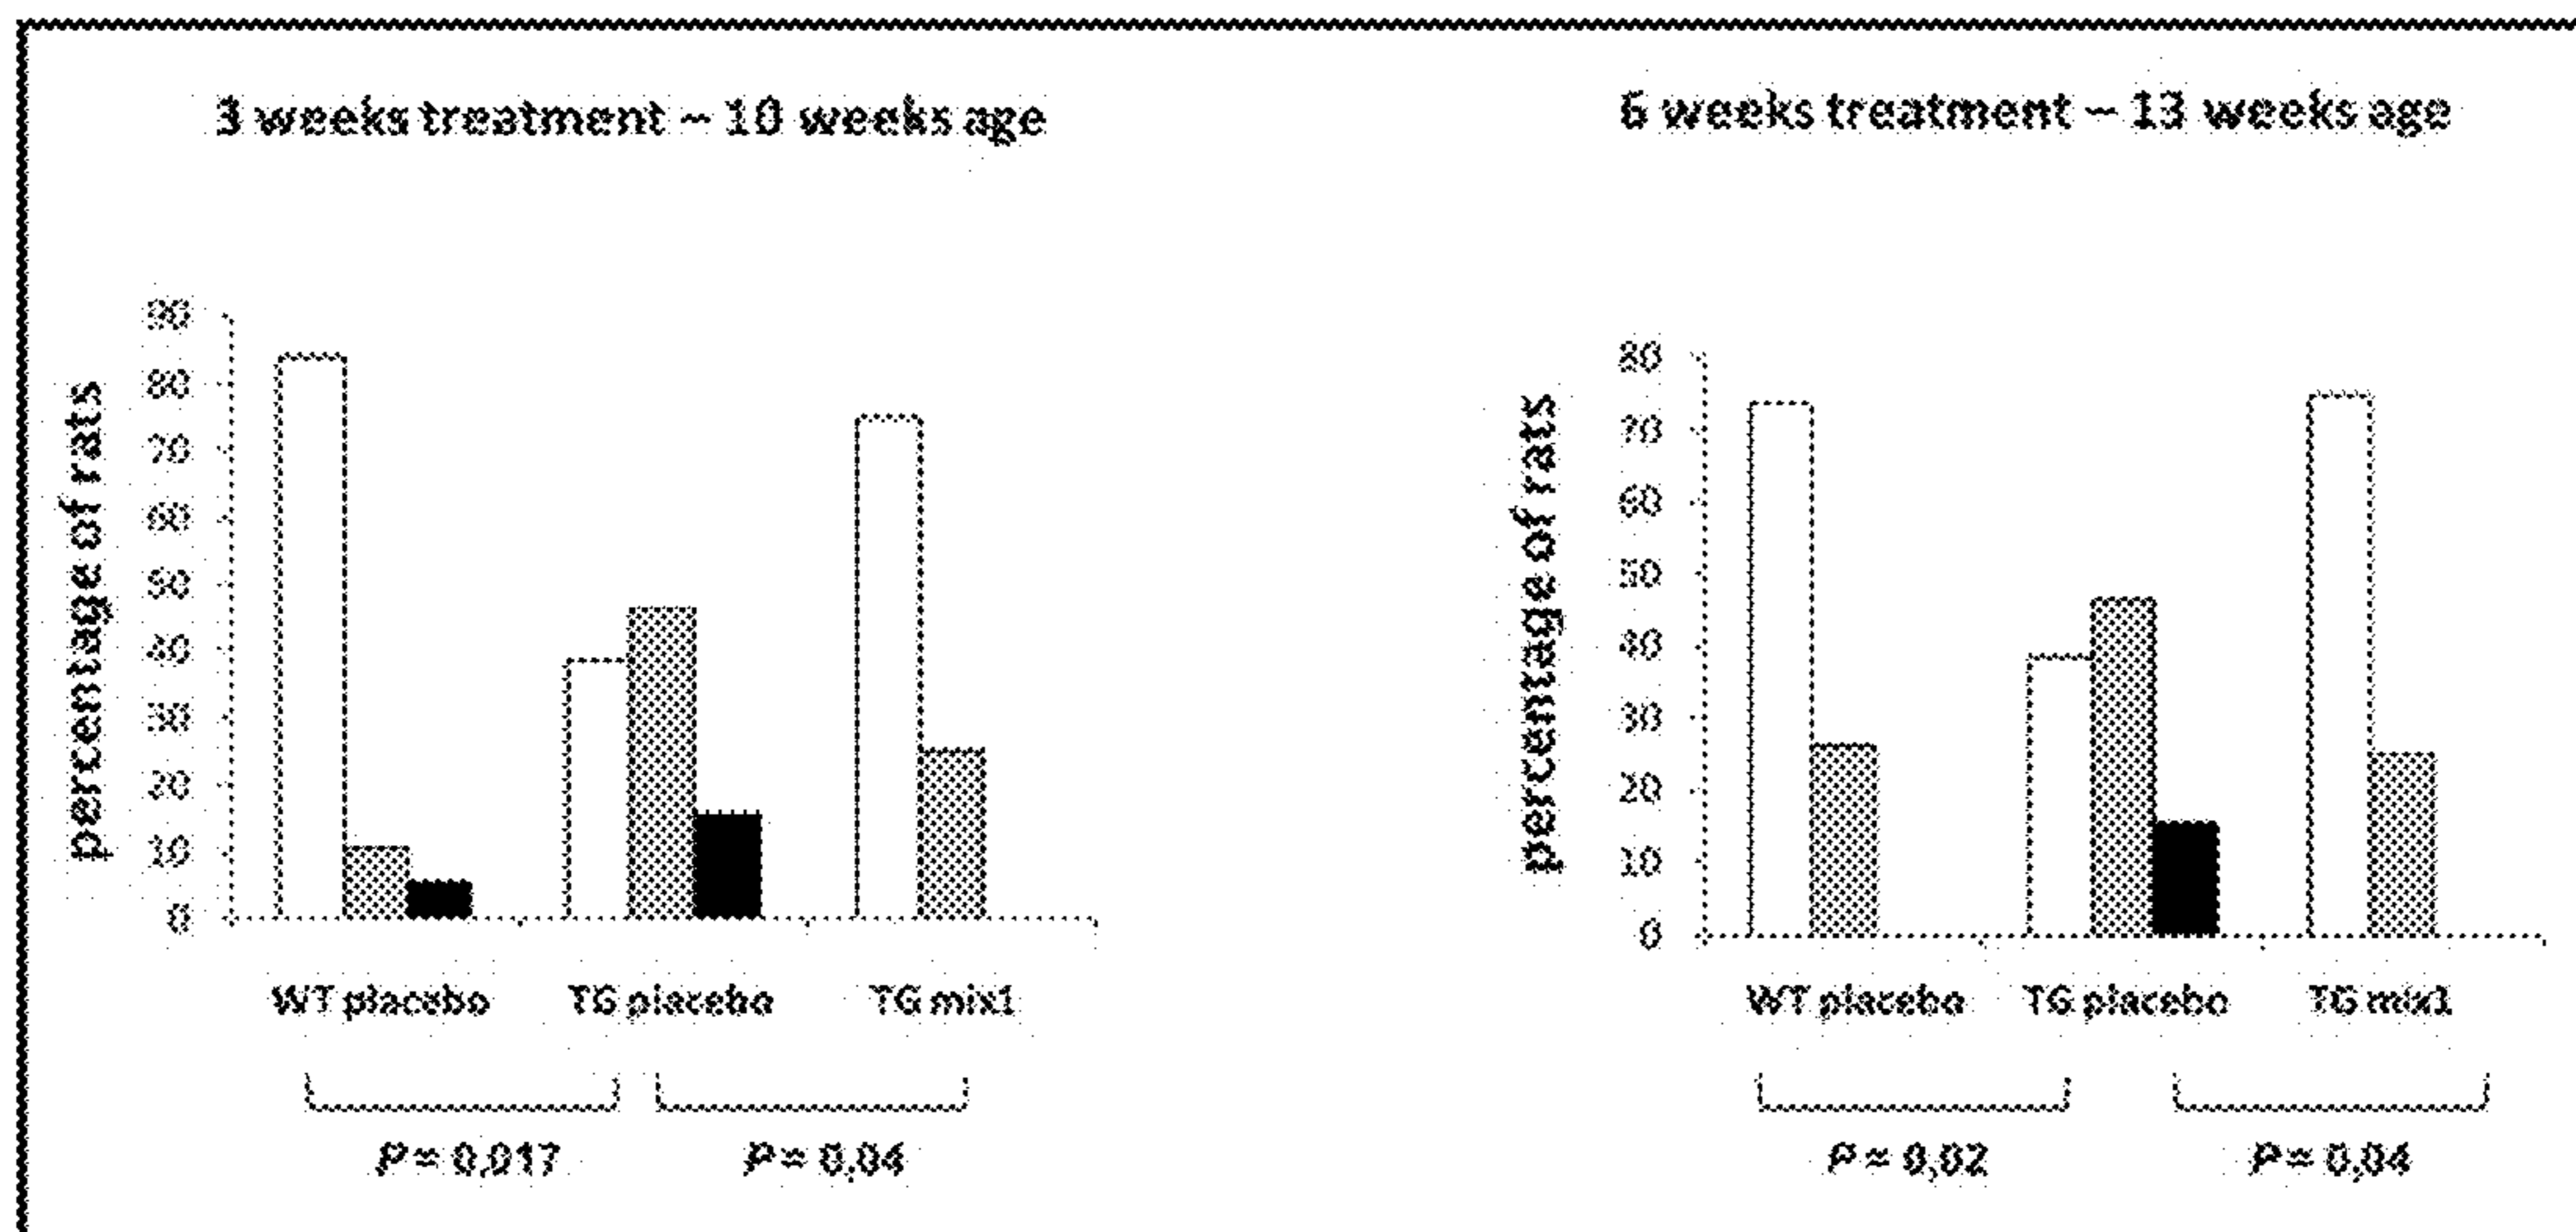 3 weeks treatment – 10 weeks age
percentage of rats
90
80
70
60
50
40
30
20
10
0
WT placebo TG placebo TG mix1
P = 0,017 P = 0,04
6 weeks treatment – 13 weeks age
percentage of rats
80
70
60
50
40
30
20
10
0
WT placebo TG placebo TG mix1
P = 0,02 P = 0,04